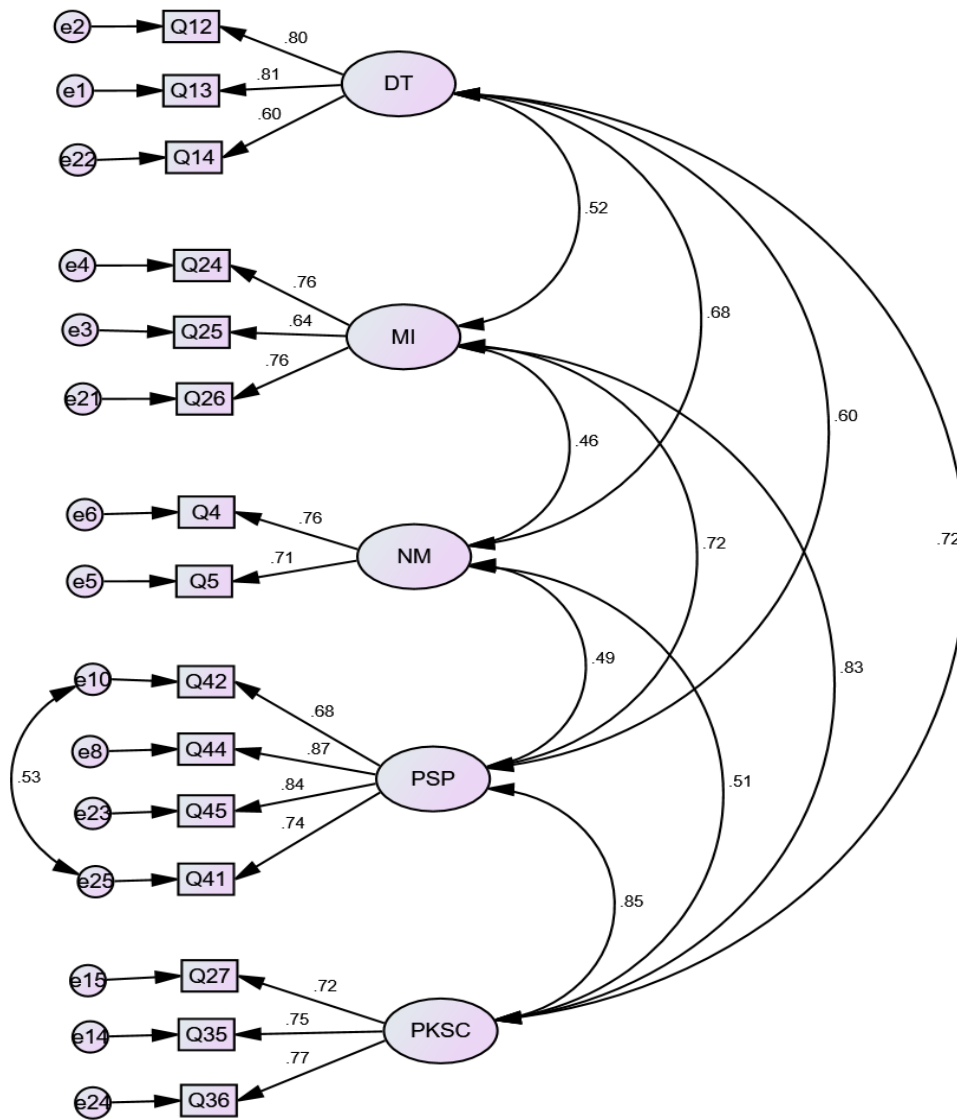 e2 Q12 .80
e1 Q13 .81 DT
e22 Q14 .60
.52
e4 Q24 .76
e3 Q25 .64 MI .68
e21 Q26 .76
.60
.46
e6 Q4 .76
.72 .72
e5 Q5 .71 NM
.49
.83
e10 Q42 .68
e8 Q44 .87
.53 PSP .51
e23 Q45 .84
e25 Q41 .74
.85
e15 Q27 .72
e14 Q35 .75 PKSC
e24 Q36 .77